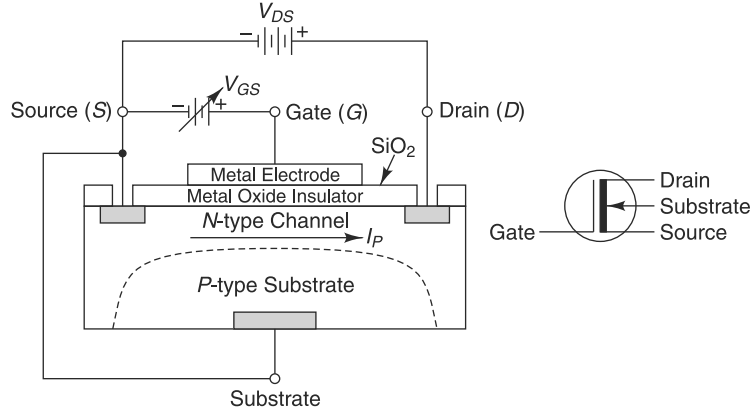 V_DS
− +
V_GS
Source (S) − + Gate (G) Drain (D)
SiO₂
Metal Electrode
Metal Oxide Insulator
N-type Channel
I_P
P-type Substrate
Substrate
Drain
Substrate
Gate
Source